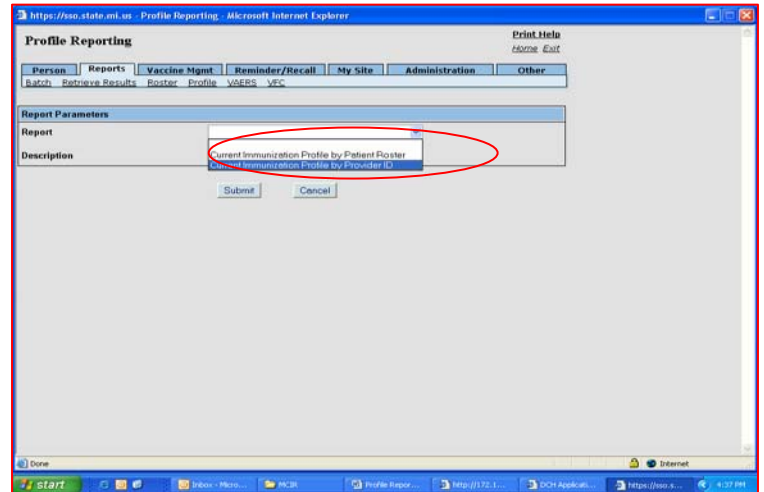 https://sso.state.mi.us - Profile Reporting - Microsoft Internet Explorer
Profile Reporting
Print Help
Home Exit
Person Reports Vaccine Mgmt Reminder/Recall My Site Administration Other
Batch Retrieve Results Roster Profile VAERS VFC
Report Parameters
Report
Current Immunization Profile by Patient Roster
Description
Current Immunization Profile by Provider ID
Submit Cancel
Done Internet
start Inbox - Micro... MCIR Profile Repor... http://172.1... DCH Applicati... https://sso.s... 4:37 PM